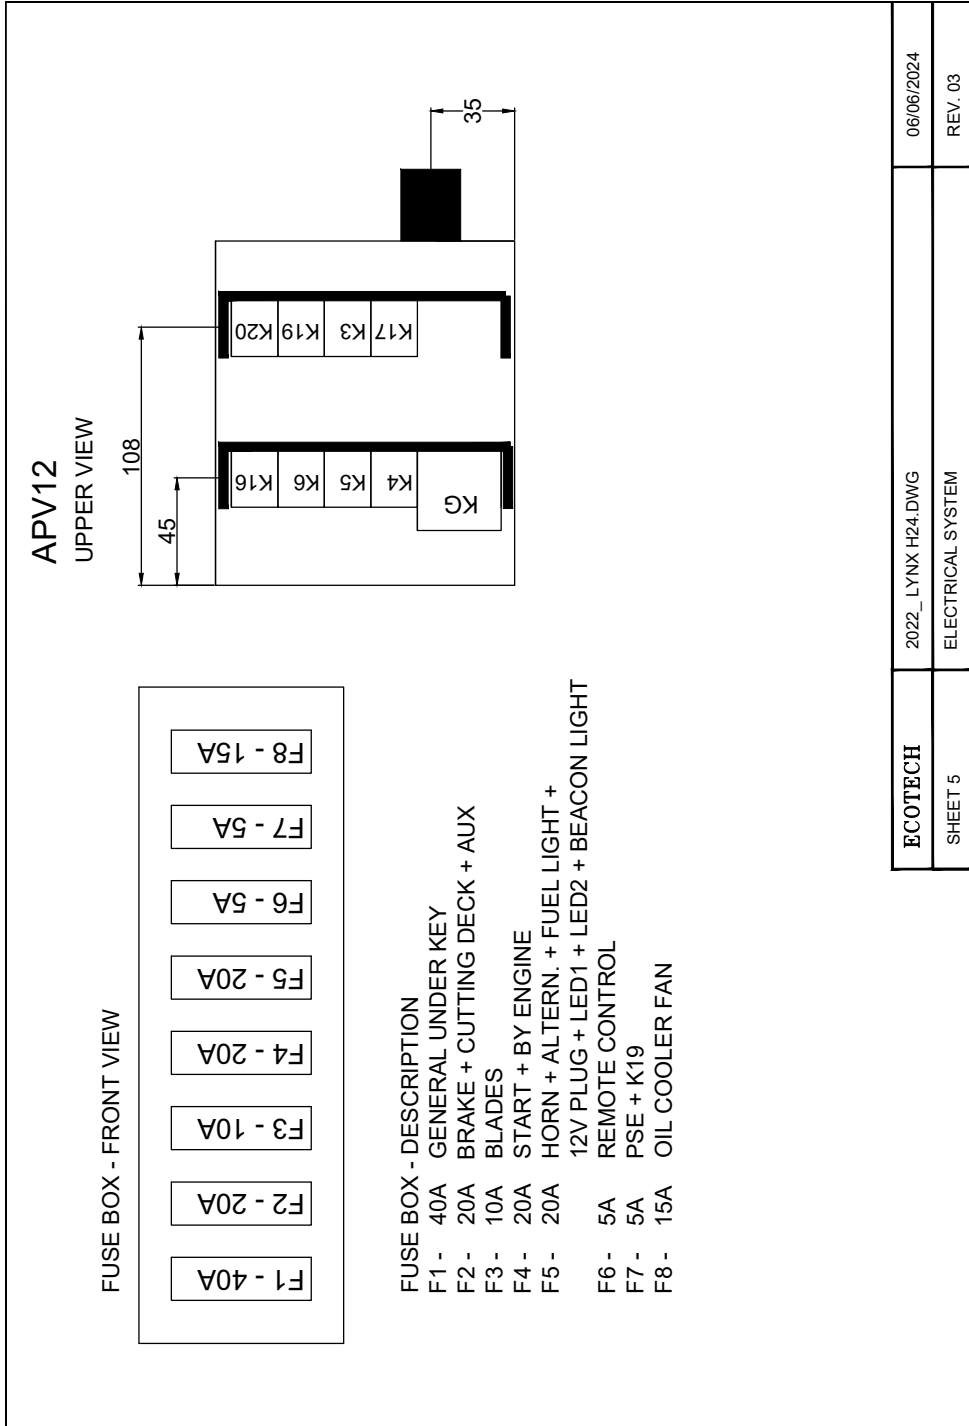 FUSE BOX - FRONT VIEW
F1 - 40A
F2 - 20A
F3 - 10A
F4 - 20A
F5 - 20A
F6 - 5A
F7 - 5A
F8 - 15A
FUSE BOX - DESCRIPTION
F1 - 40A GENERAL UNDER KEY
F2 - 20A BRAKE + CUTTING DECK + AUX
F3 - 10A BLADES
F4 - 20A START + BY ENGINE
F5 - 20A HORN + ALTERN. + FUEL LIGHT +
12V PLUG + LED1 + LED2 + BEACON LIGHT
F6 - 5A REMOTE CONTROL
F7 - 5A PSE + K19
F8 - 15A OIL COOLER FAN
APV12
UPPER VIEW
108
45
K16
K6
K5
K4
KG
K20
K19
K3
K17
35
ECOTECH
2022_ LYNX H24.DWG
06/06/2024
SHEET 5
ELECTRICAL SYSTEM
REV. 03